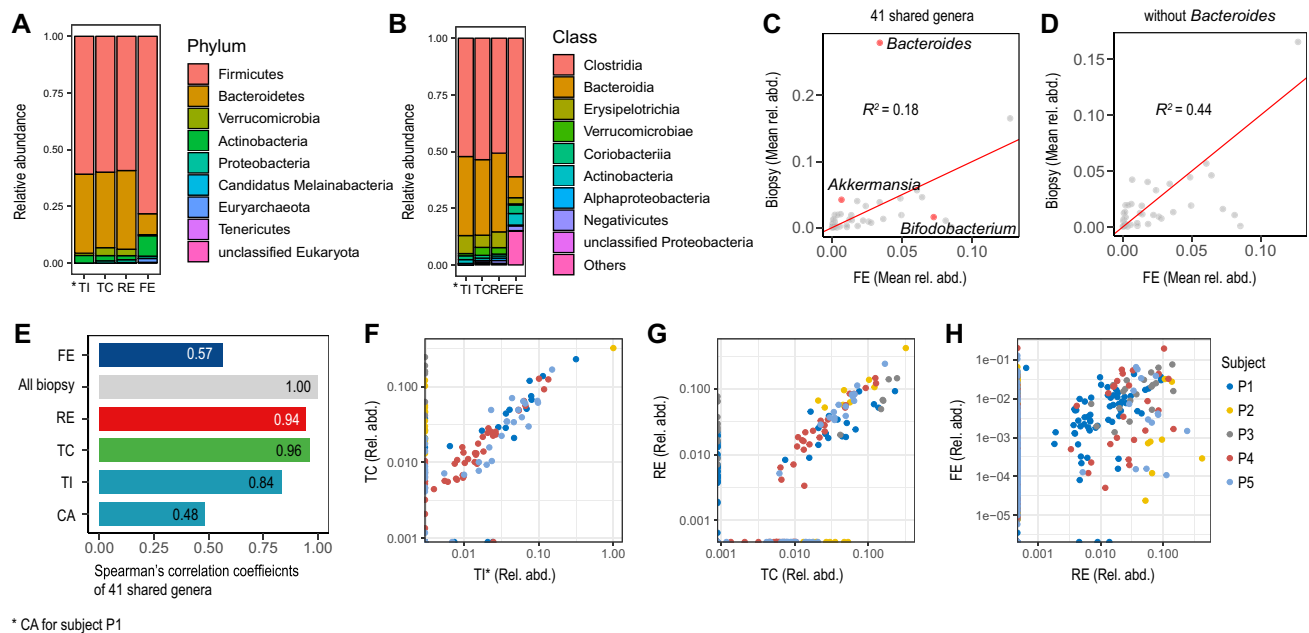 A
Relative abundance
1.00
0.75
0.50
0.25
0.00
* TI TC RE FE
Phylum
Firmicutes
Bacteroidetes
Verrucomicrobia
Actinobacteria
Proteobacteria
Candidatus Melainabacteria
Euryarchaeota
Tenericutes
unclassified Eukaryota
B
Relative abundance
1.00
0.75
0.50
0.25
0.00
* TI TCREFE
Class
Clostridia
Bacteroidia
Erysipelotrichia
Verrucomicrobiae
Coriobacteriia
Actinobacteria
Alphaproteobacteria
Negativicutes
unclassified Proteobacteria
Others
C
41 shared genera
Biopsy (Mean rel. abd.)
0.2
0.1
0.0
Bacteroides
R² = 0.18
Akkermansia
Bifodobacterium
0.00 0.05 0.10
FE (Mean rel. abd.)
D
without Bacteroides
Biopsy (Mean rel. abd.)
0.15
0.10
0.05
0.00
R² = 0.44
0.00 0.05 0.10
FE (Mean rel. abd.)
E
FE 0.57
All biopsy 1.00
RE 0.94
TC 0.96
TI 0.84
CA 0.48
0.00 0.25 0.50 0.75 1.00
Spearman's correlation coeffieicnts
of 41 shared genera
F
TC (Rel. abd.)
0.100
0.010
0.001
0.01 0.10 1.00
TI* (Rel. abd.)
G
RE (Rel. abd.)
0.100
0.010
0.001
0.001 0.010 0.100
TC (Rel. abd.)
H
FE (Rel. abd.)
1e-01
1e-02
1e-03
1e-04
1e-05
0.001 0.010 0.100
RE (Rel. abd.)
Subject
P1
P2
P3
P4
P5
* CA for subject P1